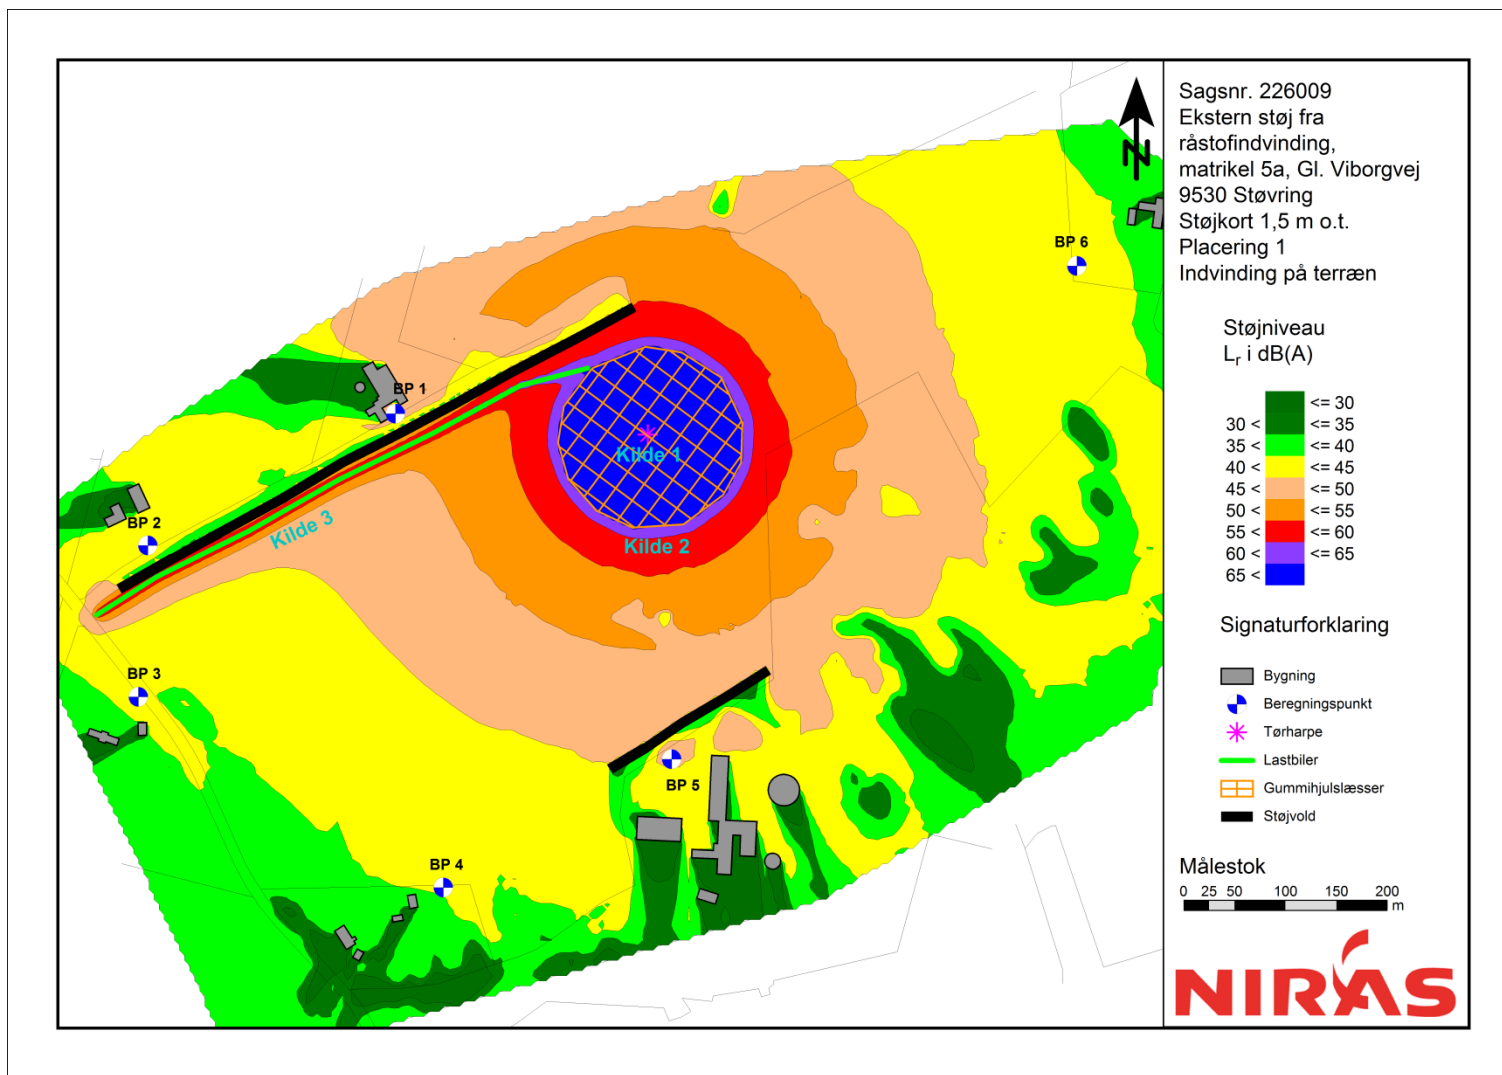 Sagsnr. 226009
Ekstern støj fra
råstofindvinding,
matrikel 5a, Gl. Viborgvej
9530 Støvring
Støjkort 1,5 m o.t.
Placering 1
Indvinding på terræn
Støjniveau
Lr i dB(A)
<= 30
30 < <= 35
35 < <= 40
40 < <= 45
45 < <= 50
50 < <= 55
55 < <= 60
60 < <= 65
65 <
Signaturforklaring
Bygning
Beregningspunkt
Tørharpe
Lastbiler
Gummihjulslæsser
Støjvold
Målestok
0 25 50 100 150 200
m
NIRAS
N
BP 6
BP 1
Kilde 1
BP 2
Kilde 3
Kilde 2
BP 3
BP 5
BP 4